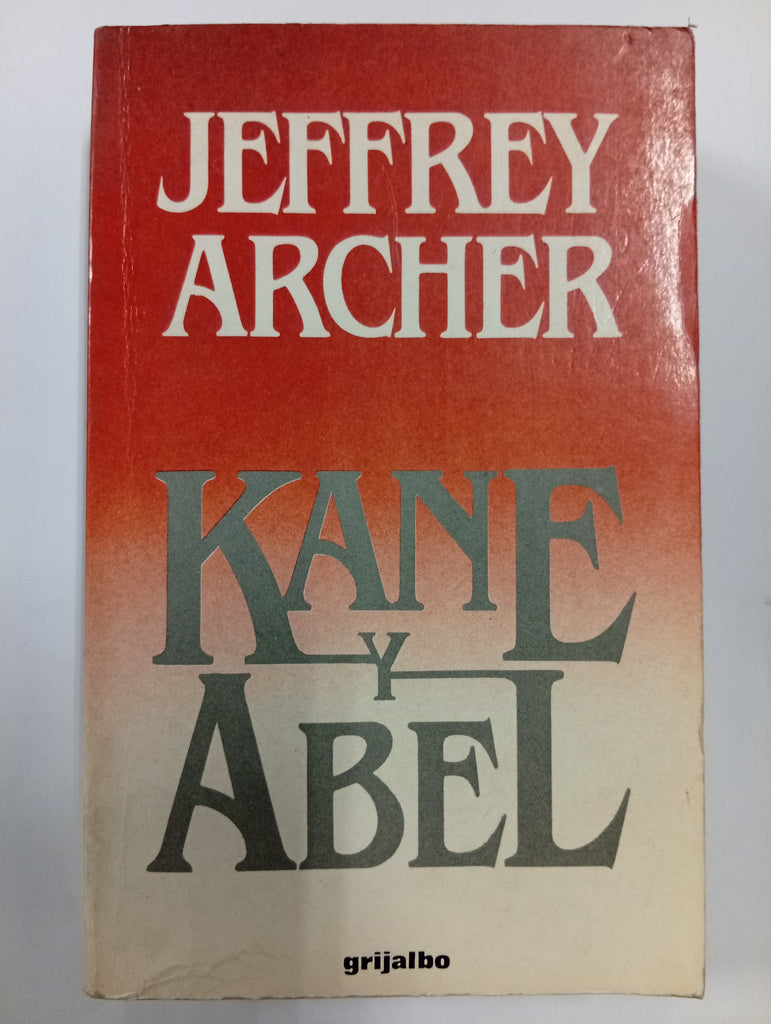 JEFFREY
ARCHER
KANE
Y
ABEL
grijalbo